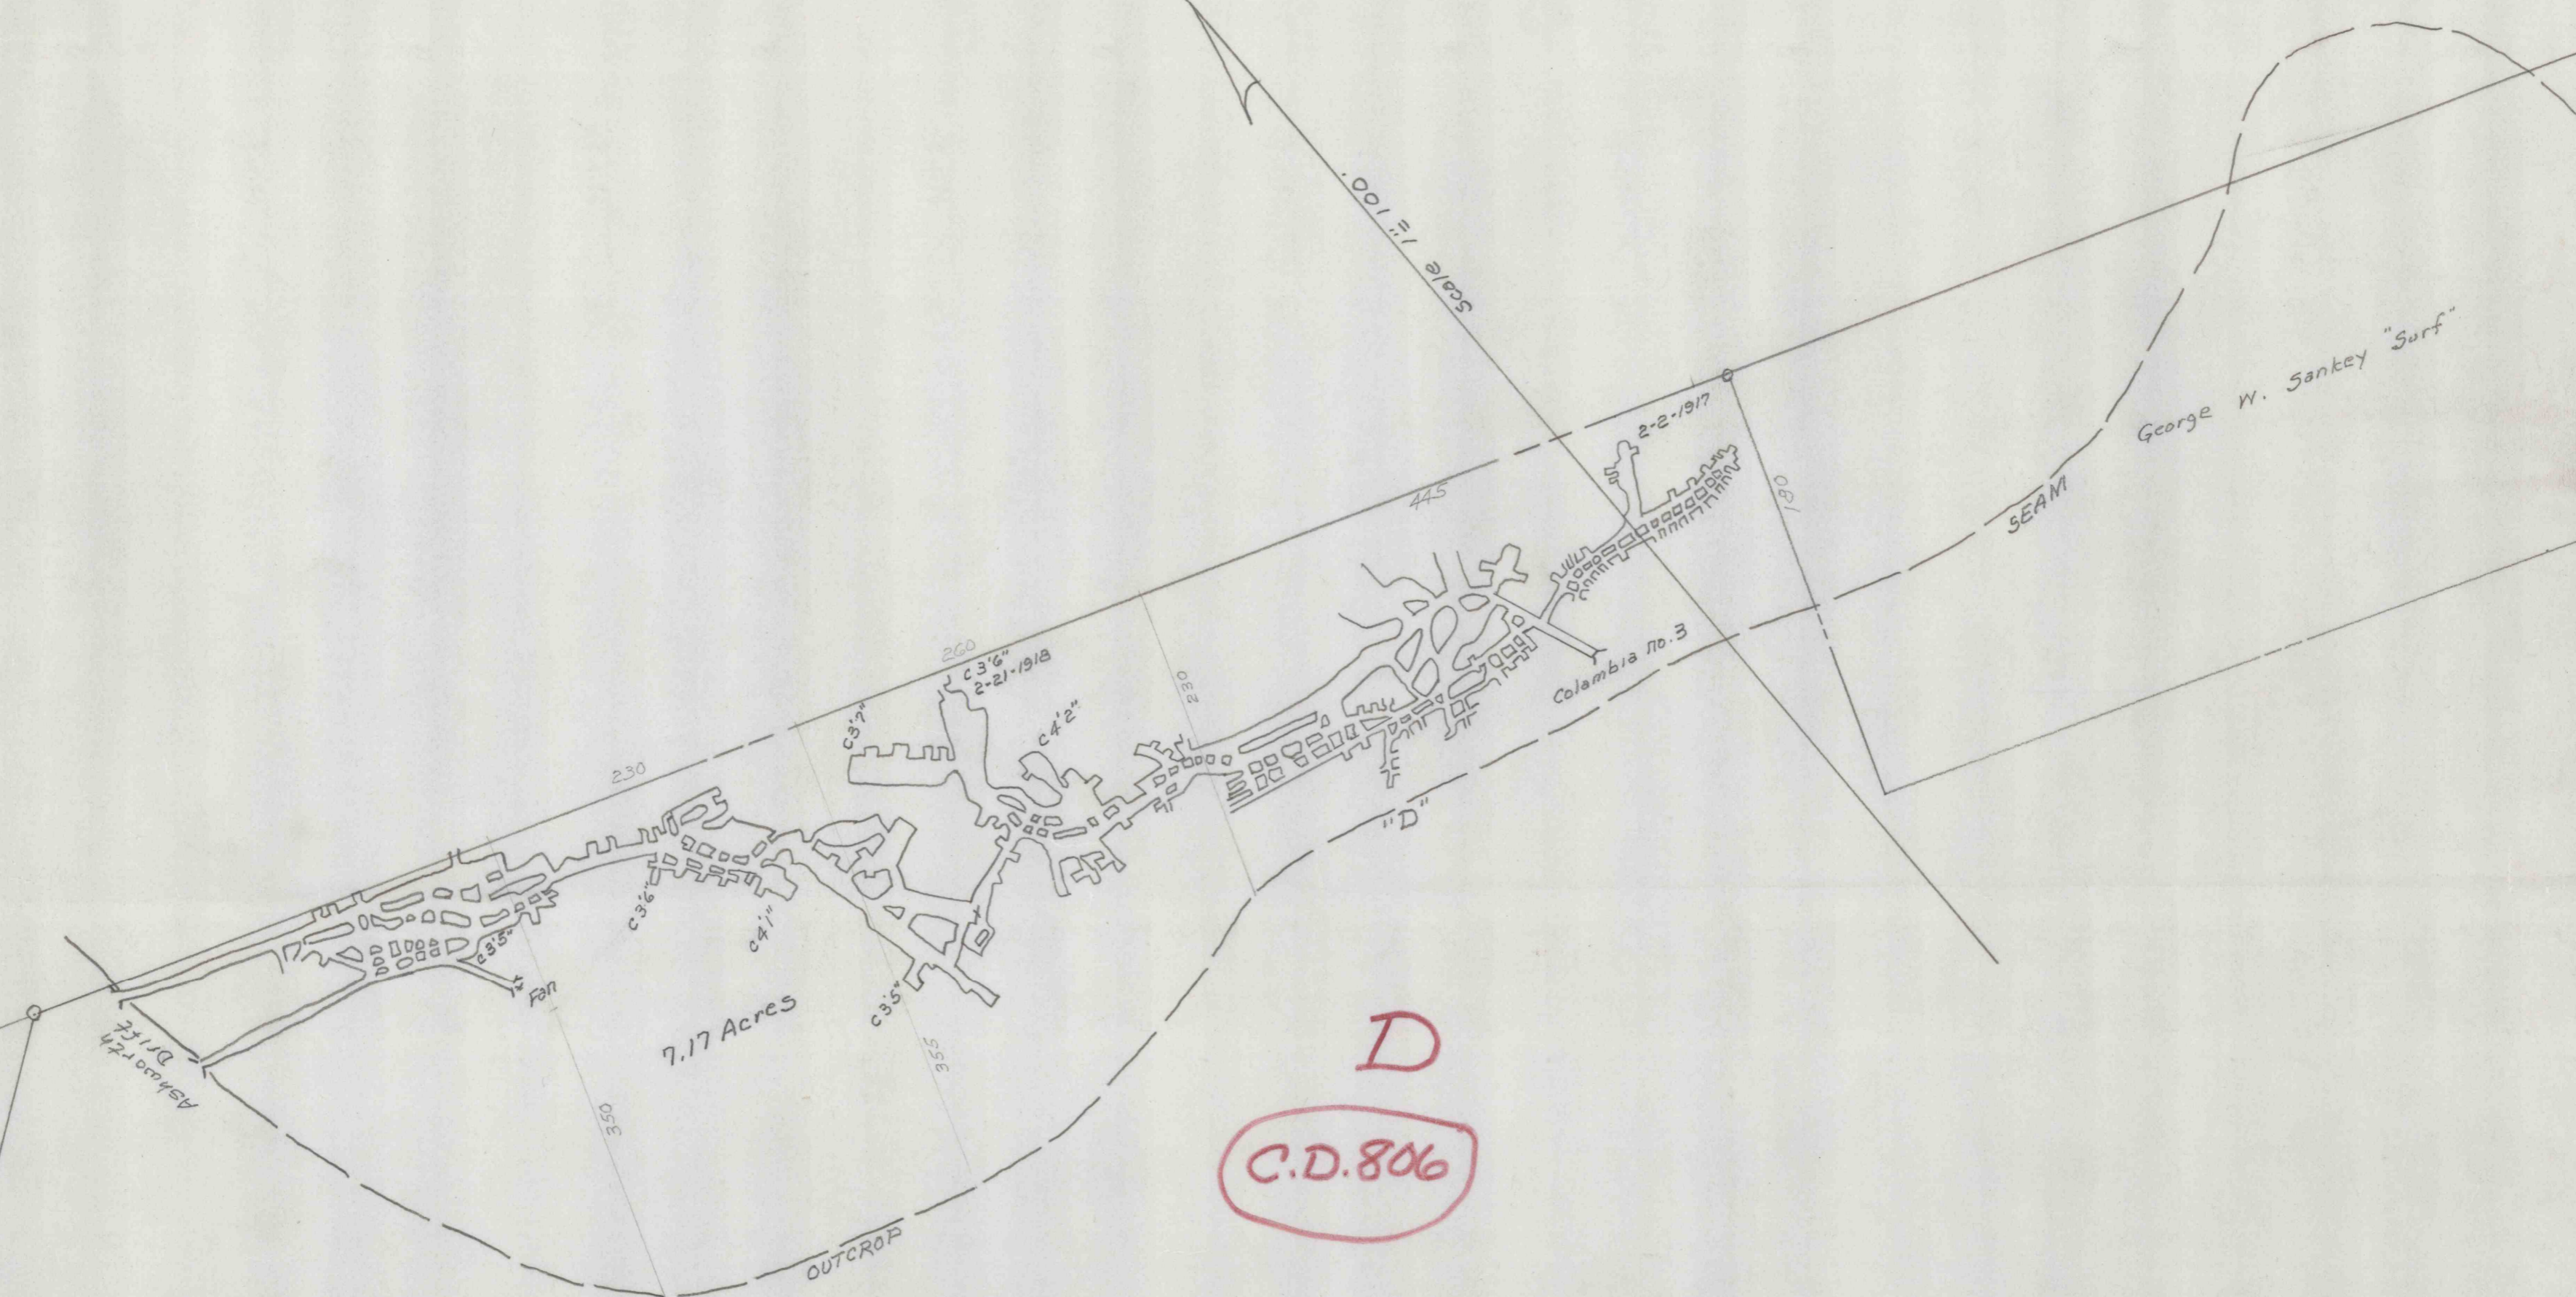 Scale 1"= 100'
George W. Sankey "Surf"
2-2-1917
445
180
SEAM
260
C 3'6"
2-21-1918
C 4'2"
C 3'7"
230
Colambia no. 3
230
"D"
C 3'6"
C 4'1"
C 3'5"
Fan
C 3'5"
7.17 Acres
355
350
Ashworth
Drift
OUTCROP
D
C.D.806